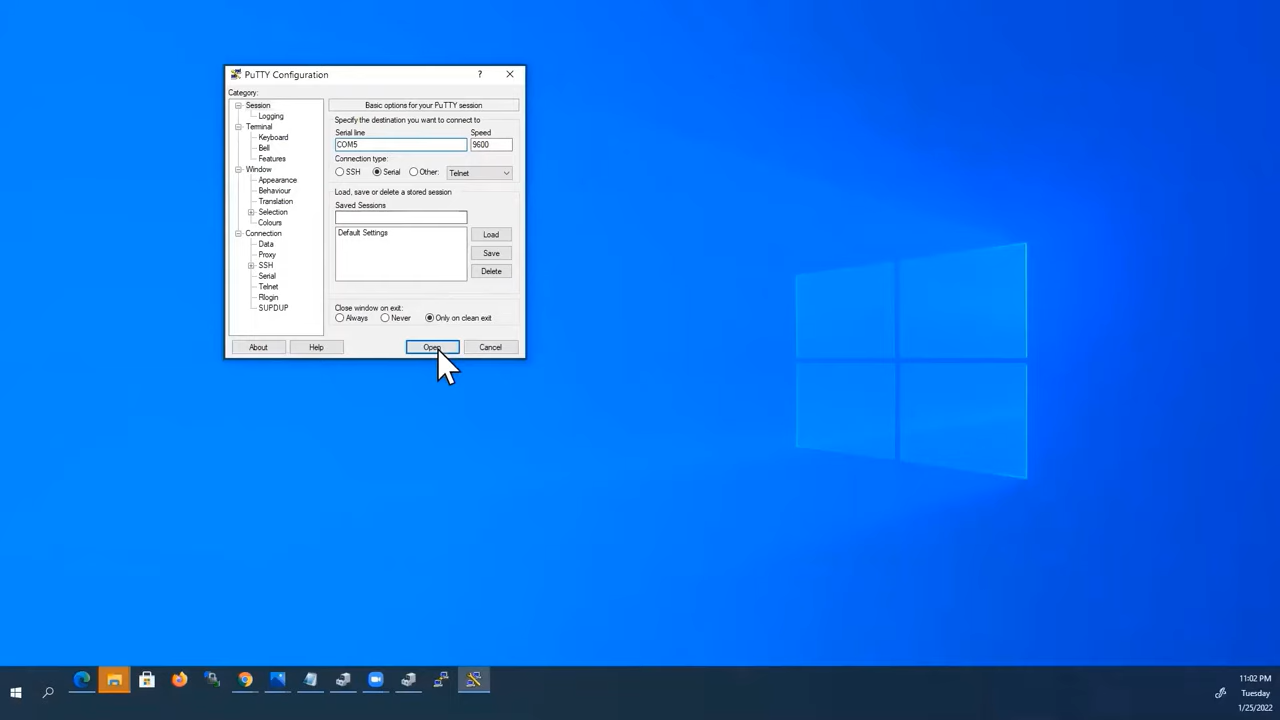 PuTTY Configuration
?
Category:
Session
Logging
Terminal
Keyboard
Bell
Features
Window
Appearance
Behaviour
Translation
Selection
Colours
Connection
Data
Proxy
SSH
Serial
Telnet
Rlogin
SUPDUP
Basic options for your PuTTY session
Specify the destination you want to connect to
Serial line Speed
COM5 9600
Connection type:
SSH Serial Other: Telnet
Load, save or delete a stored session
Saved Sessions
Default Settings
Load
Save
Delete
Close window on exit:
Always Never Only on clean exit
About Help Open Cancel
11:02 PM
Tuesday
1/25/2022